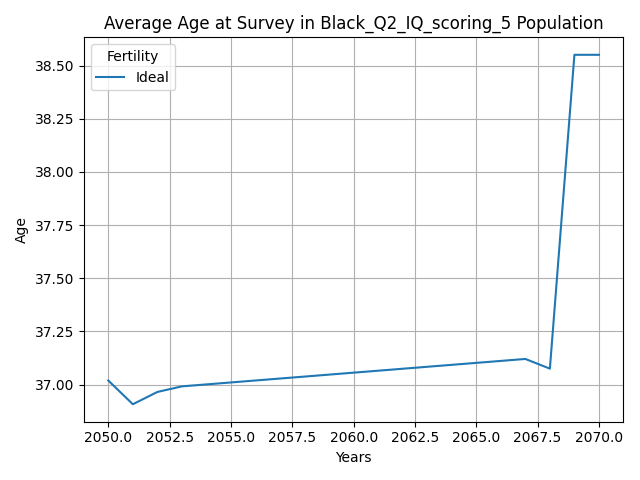 Average Age at Survey in Black_Q2_IQ_scoring_5 Population
Fertility
Ideal
38.50
38.25
38.00
37.75
37.50
37.25
37.00
Age
2050.0 2052.5 2055.0 2057.5 2060.0 2062.5 2065.0 2067.5 2070.0
Years